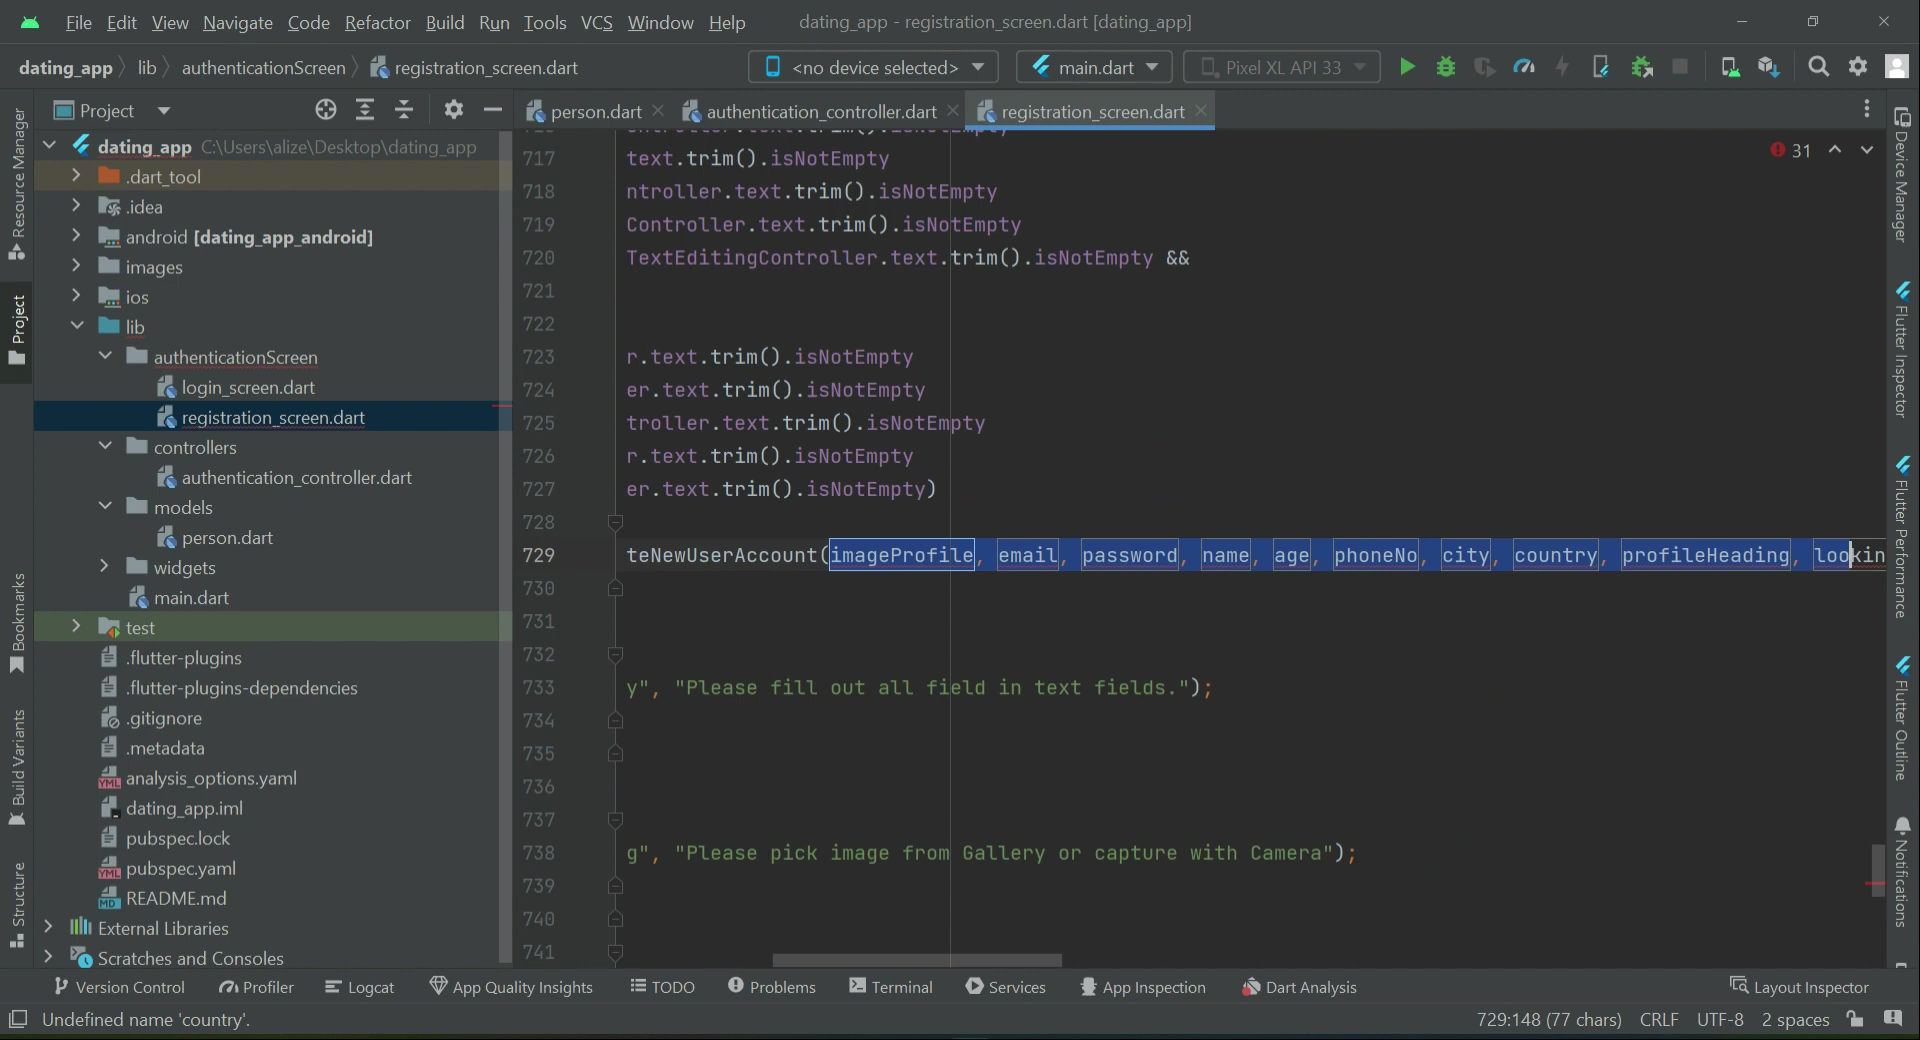 File Edit View Navigate Code Refactor Build Run Tools VCS Window Help dating_app - registration_screen.dart [dating_app]
dating_app lib authenticationScreen registration_screen.dart <no device selected> main.dart Pixel XL API 33
Project person.dart authentication_controller.dart registration_screen.dart
dating_app C:\Users\alize\Desktop\dating_app
.dart_tool
.idea
android [dating_app_android]
images
ios
lib
authenticationScreen
login_screen.dart
registration_screen.dart
controllers
authentication_controller.dart
models
person.dart
widgets
main.dart
test
.flutter-plugins
.flutter-plugins-dependencies
.gitignore
.metadata
analysis_options.yaml
dating_app.iml
pubspec.lock
pubspec.yaml
README.md
External Libraries
Scratches and Consoles
31
717 text.trim().isNotEmpty
718 ntroller.text.trim().isNotEmpty
719 Controller.text.trim().isNotEmpty
720 TextEditingController.text.trim().isNotEmpty &&
721
722
723 r.text.trim().isNotEmpty
724 er.text.trim().isNotEmpty
725 troller.text.trim().isNotEmpty
726 r.text.trim().isNotEmpty
727 er.text.trim().isNotEmpty)
728
729 teNewUserAccount(imageProfile, email, password, name, age, phoneNo, city, country, profileHeading, lookin
730
731
732
733 y", "Please fill out all field in text fields.");
734
735
736
737
738 g", "Please pick image from Gallery or capture with Camera");
739
740
741
Resource Manager
Project
Bookmarks
Build Variants
Structure
Device Manager
Flutter Inspector
Flutter Performance
Flutter Outline
Notifications
Version Control Profiler Logcat App Quality Insights TODO Problems Terminal Services App Inspection Dart Analysis Layout Inspector
Undefined name 'country'. 729:148 (77 chars) CRLF UTF-8 2 spaces